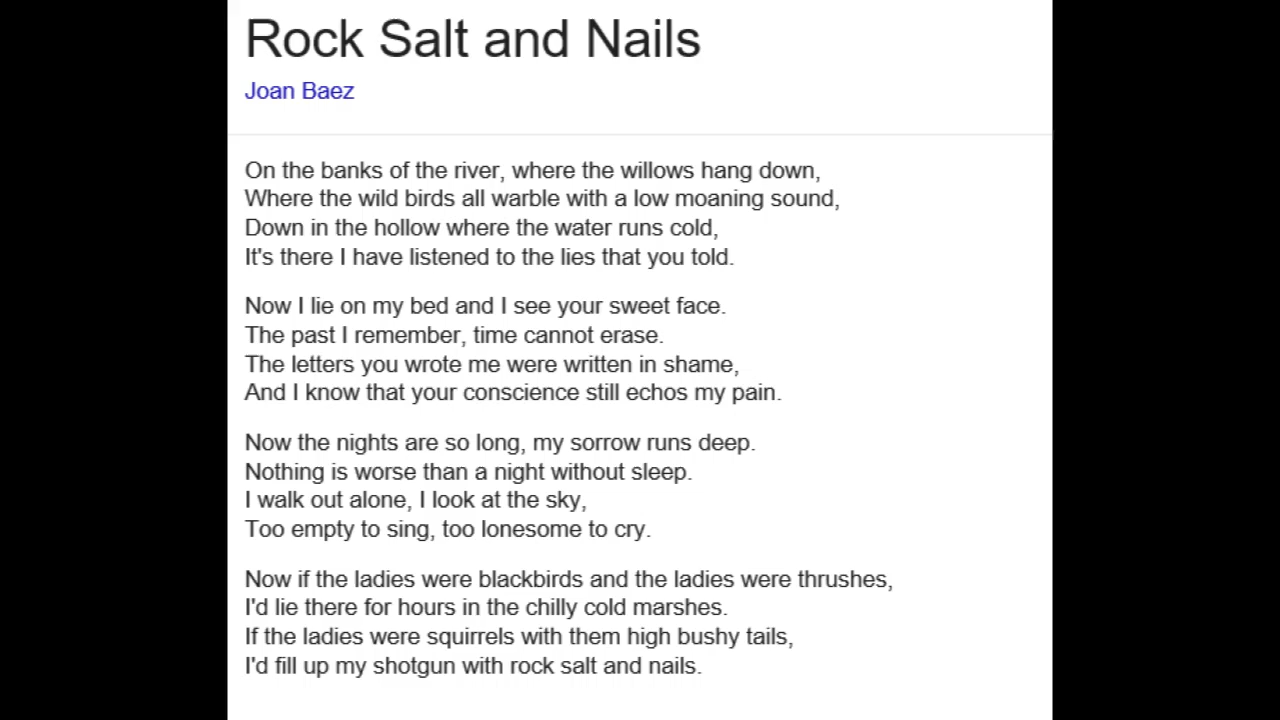 Rock Salt and Nails
Joan Baez
On the banks of the river, where the willows hang down,
Where the wild birds all warble with a low moaning sound,
Down in the hollow where the water runs cold,
It's there I have listened to the lies that you told.
Now I lie on my bed and I see your sweet face.
The past I remember, time cannot erase.
The letters you wrote me were written in shame,
And I know that your conscience still echos my pain.
Now the nights are so long, my sorrow runs deep.
Nothing is worse than a night without sleep.
I walk out alone, I look at the sky,
Too empty to sing, too lonesome to cry.
Now if the ladies were blackbirds and the ladies were thrushes,
I'd lie there for hours in the chilly cold marshes.
If the ladies were squirrels with them high bushy tails,
I'd fill up my shotgun with rock salt and nails.